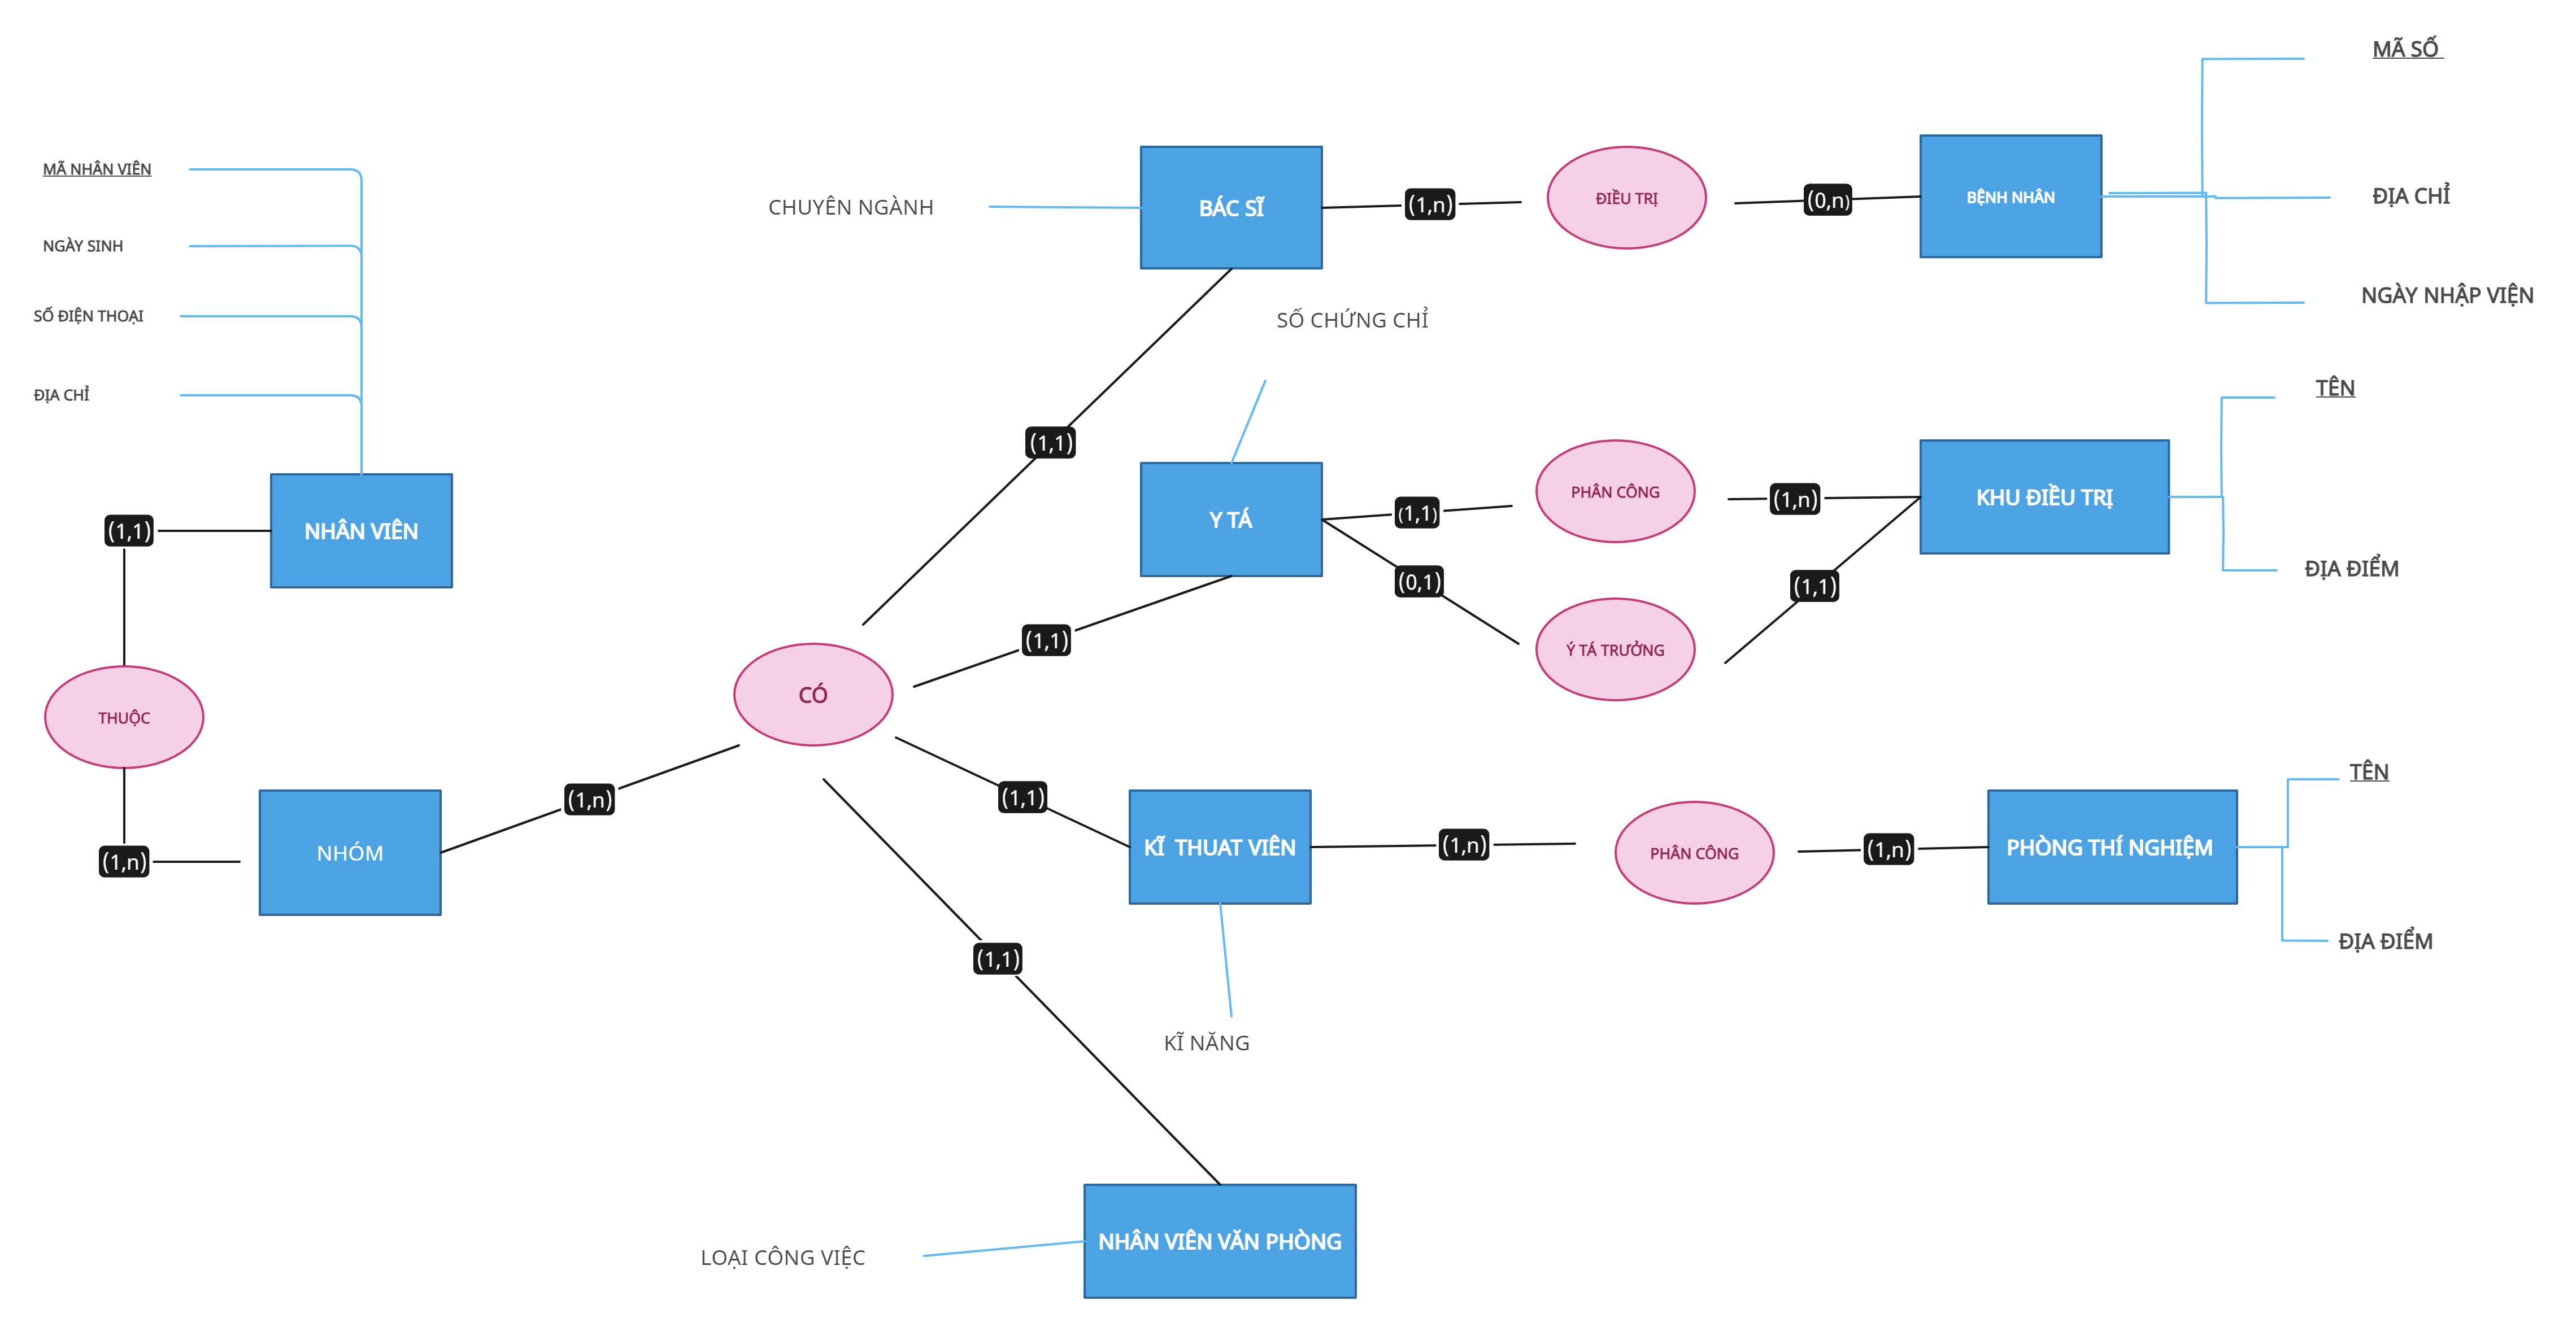 MÃ SỐ
MÃ NHÂN VIÊN
CHUYÊN NGÀNH
BÁC SĨ
(1,n)
ĐIỀU TRỊ
(0,n)
BỆNH NHÂN
ĐỊA CHỈ
NGÀY SINH
NGÀY NHẬP VIỆN
SỐ ĐIỆN THOẠI
SỐ CHỨNG CHỈ
ĐỊA CHỈ
TÊN
(1,1)
NHÂN VIÊN
(1,1)
Y TÁ
(1,1)
PHÂN CÔNG
(1,n)
KHU ĐIỀU TRỊ
ĐỊA ĐIỂM
(0,1)
(1,1)
(1,1)
Ý TÁ TRƯỞNG
CÓ
THUỘC
TÊN
(1,n)
(1,1)
(1,n)
NHÓM
KĨ THUAT VIÊN
(1,n)
PHÂN CÔNG
(1,n)
PHÒNG THÍ NGHIỆM
ĐỊA ĐIỂM
(1,1)
KĨ NĂNG
LOẠI CÔNG VIỆC
NHÂN VIÊN VĂN PHÒNG